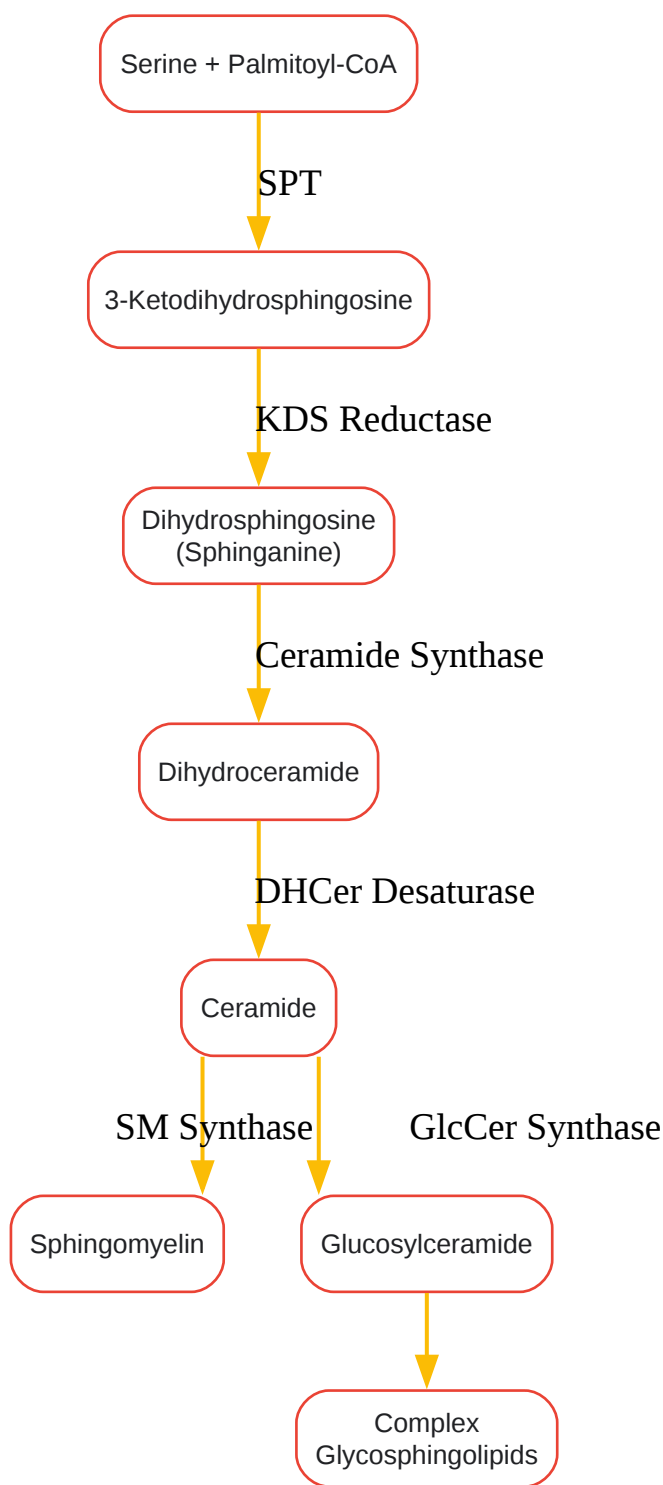 Serine + Palmitoyl-CoA
SPT
3-Ketodihydrosphingosine
KDS Reductase
Dihydrosphingosine
(Sphinganine)
Ceramide Synthase
Dihydroceramide
DHCer Desaturase
Ceramide
SM Synthase
GlcCer Synthase
Sphingomyelin
Glucosylceramide
Complex
Glycosphingolipids